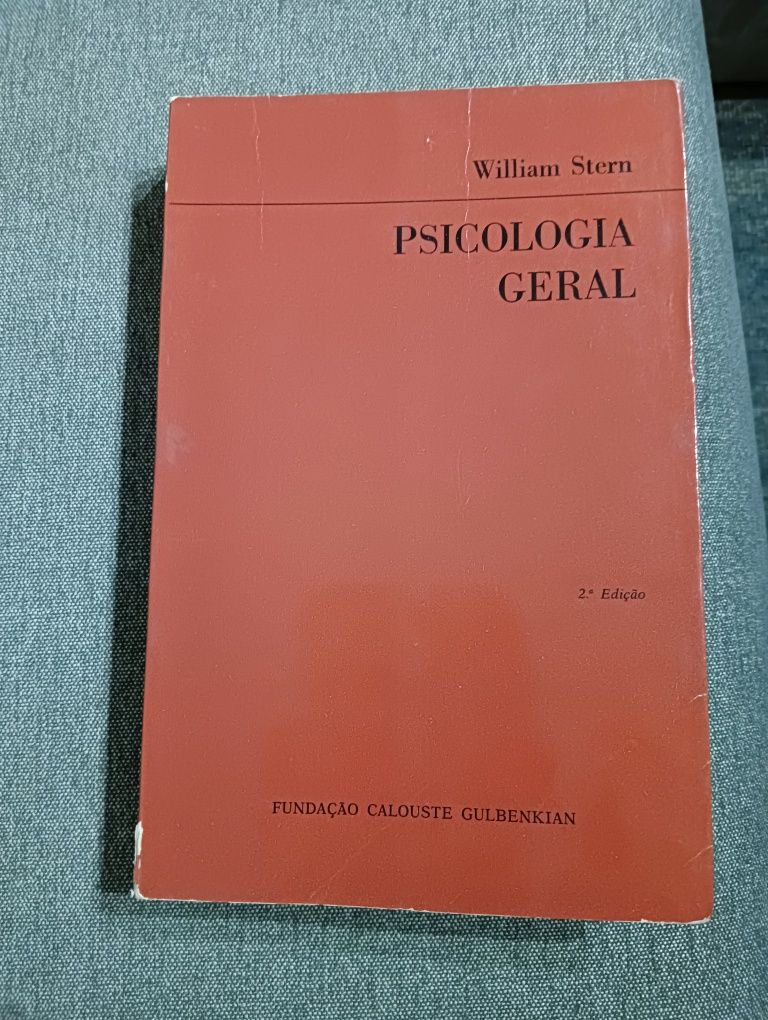 William Stern
PSICOLOGIA
GERAL
2.ª Edição
FUNDAÇÃO CALOUSTE GULBENKIAN